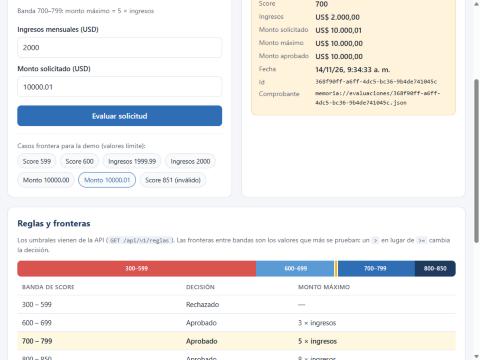 Banda 700–799: monto máximo = 5 × ingresos
Ingresos mensuales (USD)
2000
Monto solicitado (USD)
10000.01
Evaluar solicitud
Casos frontera para la demo (valores límite):
Score 599
Score 600
Ingresos 1999.99
Ingresos 2000
Monto 10000.00
Monto 10000.01
Score 851 (inválido)
Score 700
Ingresos US$ 2.000,00
Monto solicitado US$ 10.000,01
Monto máximo US$ 10.000,00
Monto aprobado US$ 10.000,00
Fecha 14/11/26, 9:34:33 a. m.
Id 368f90ff-a6ff-4dc5-bc36-9b4de741045c
Comprobante memoria://evaluaciones/368f90ff-a6ff-
4dc5-bc36-9b4de741045c.json
Reglas y fronteras
Los umbrales vienen de la API ( GET /api/v1/reglas ). Las fronteras entre bandas son los valores que más se prueban: un > en lugar de >= cambia
la decisión.
300–599
600–699
700–799
800–850
BANDA DE SCORE DECISIÓN MONTO MÁXIMO
300 – 599 Rechazado —
600 – 699 Aprobado 3 × ingresos
700 – 799 Aprobado 5 × ingresos
800 – 850 Aprobado 8 × ingresos